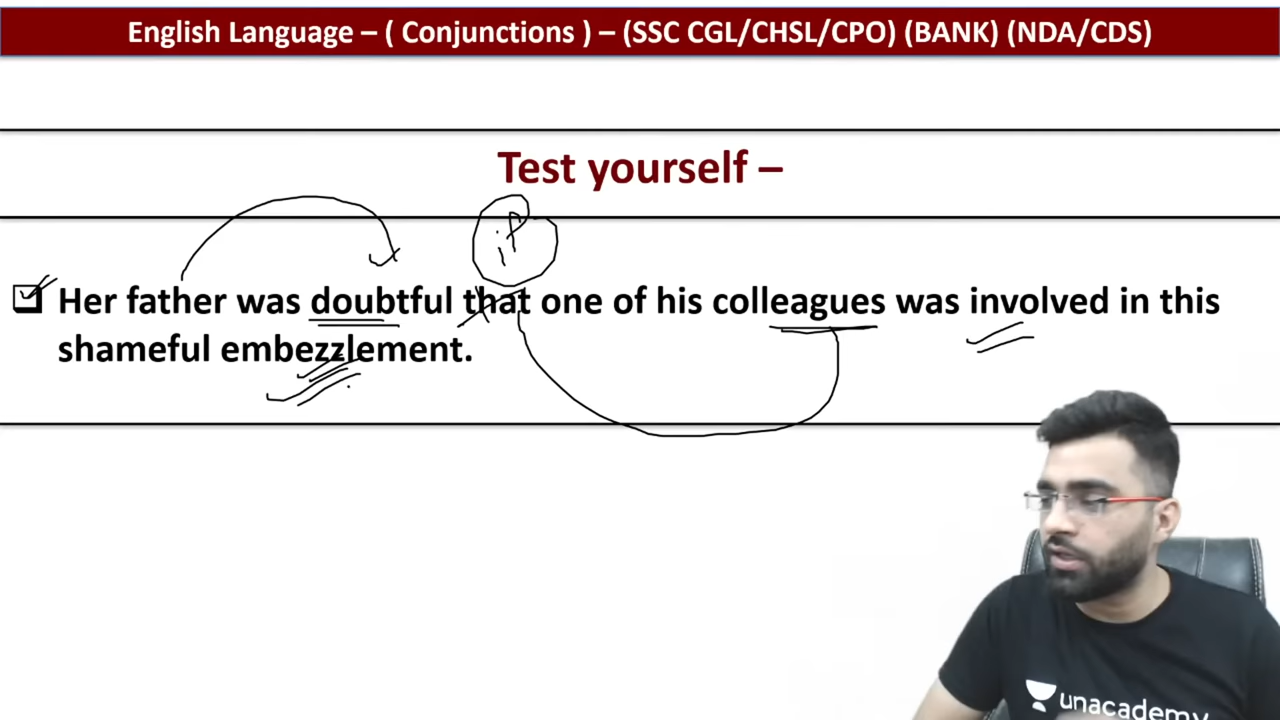 English Language – ( Conjunctions ) – (SSC CGL/CHSL/CPO) (BANK) (NDA/CDS)
Test yourself –
if
Her father was doubtful that one of his colleagues was involved in this
shameful embezzlement.
unacademy